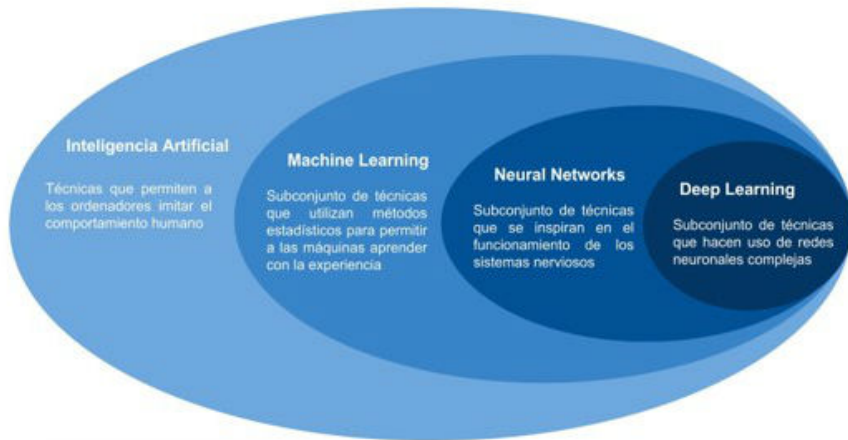 Inteligencia Artificial
Técnicas que permiten a
los ordenadores imitar el
comportamiento humano
Machine Learning
Subconjunto de técnicas
que utilizan métodos
estadísticos para permitir
a las máquinas aprender
con la experiencia
Neural Networks
Subconjunto de técnicas
que se inspiran en el
funcionamiento de los
sistemas nerviosos
Deep Learning
Subconjunto de técnicas
que hacen uso de redes
neuronales complejas